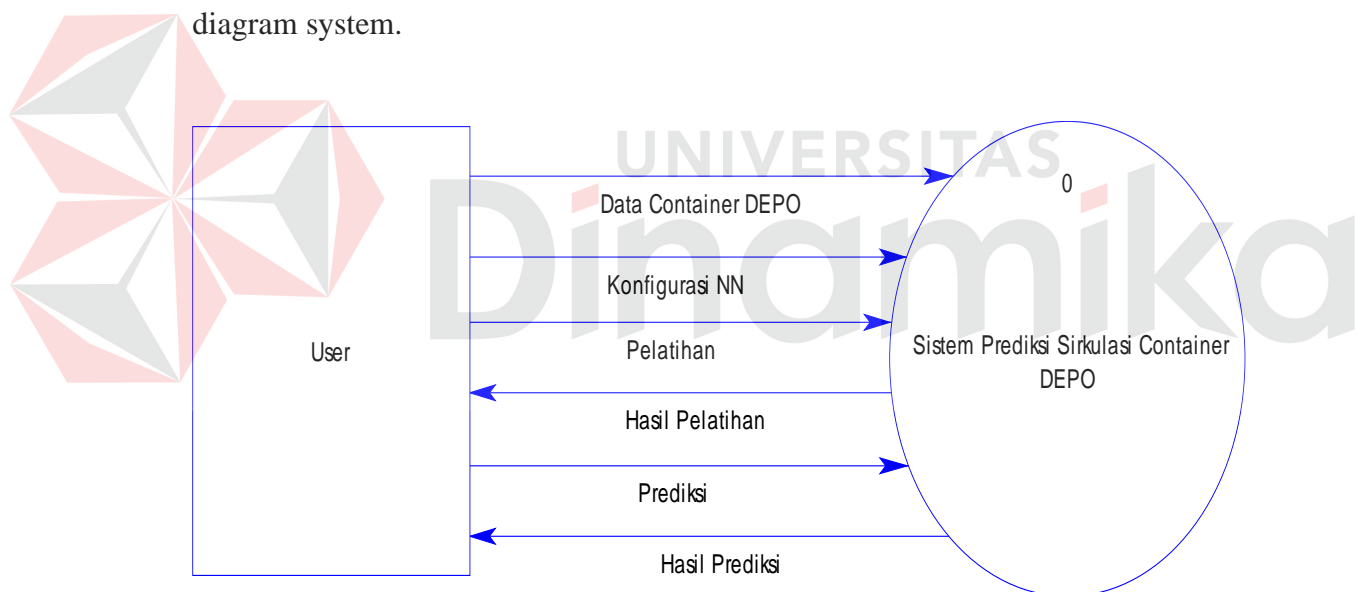 diagram system.
UNIVERSITAS
Dinamika
0
Data Container DEPO
Konfigurasi NN
Pelatihan
User
Sistem Prediksi Sirkulasi Container
DEPO
Hasil Pelatihan
Prediksi
Hasil Prediksi